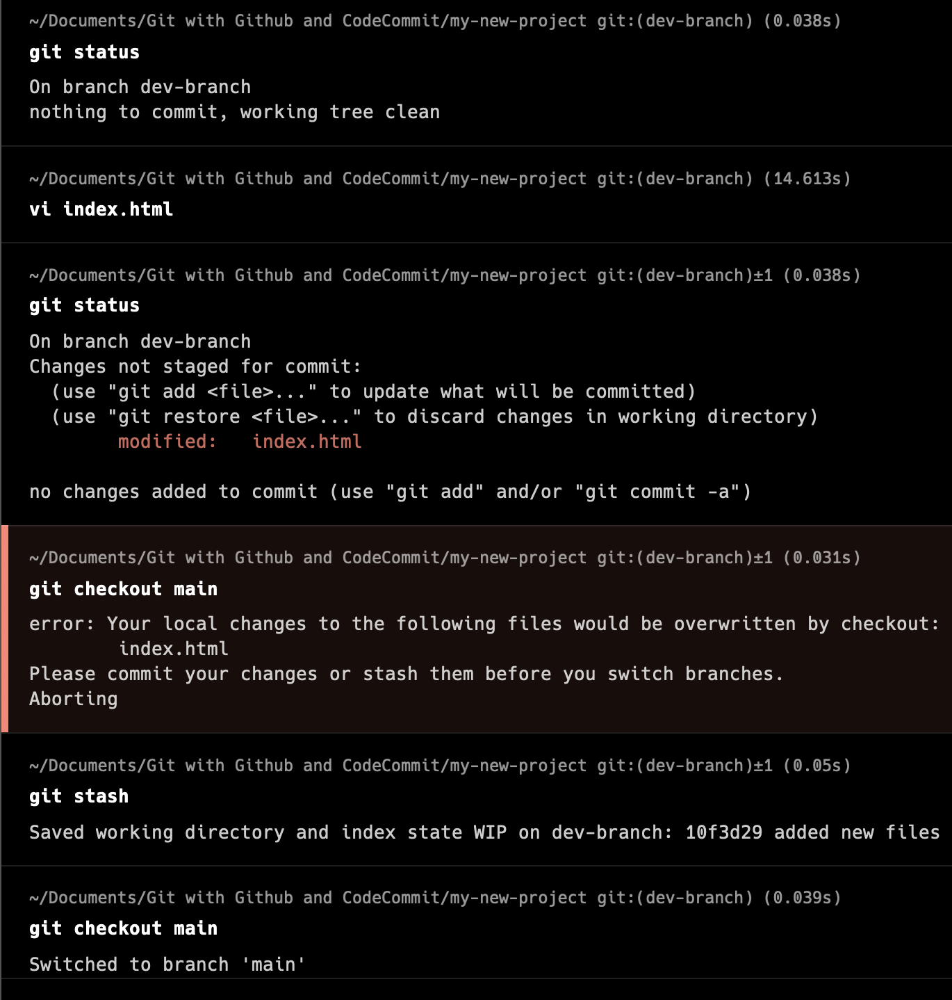 ~/Documents/Git with Github and CodeCommit/my-new-project git:(dev-branch) (0.038s)
git status
On branch dev-branch
nothing to commit, working tree clean
~/Documents/Git with Github and CodeCommit/my-new-project git:(dev-branch) (14.613s)
vi index.html
~/Documents/Git with Github and CodeCommit/my-new-project git:(dev-branch)±1 (0.038s)
git status
On branch dev-branch
Changes not staged for commit:
  (use "git add <file>..." to update what will be committed)
  (use "git restore <file>..." to discard changes in working directory)
        modified:   index.html
no changes added to commit (use "git add" and/or "git commit -a")
~/Documents/Git with Github and CodeCommit/my-new-project git:(dev-branch)±1 (0.031s)
git checkout main
error: Your local changes to the following files would be overwritten by checkout:
        index.html
Please commit your changes or stash them before you switch branches.
Aborting
~/Documents/Git with Github and CodeCommit/my-new-project git:(dev-branch)±1 (0.05s)
git stash
Saved working directory and index state WIP on dev-branch: 10f3d29 added new files
~/Documents/Git with Github and CodeCommit/my-new-project git:(dev-branch) (0.039s)
git checkout main
Switched to branch 'main'